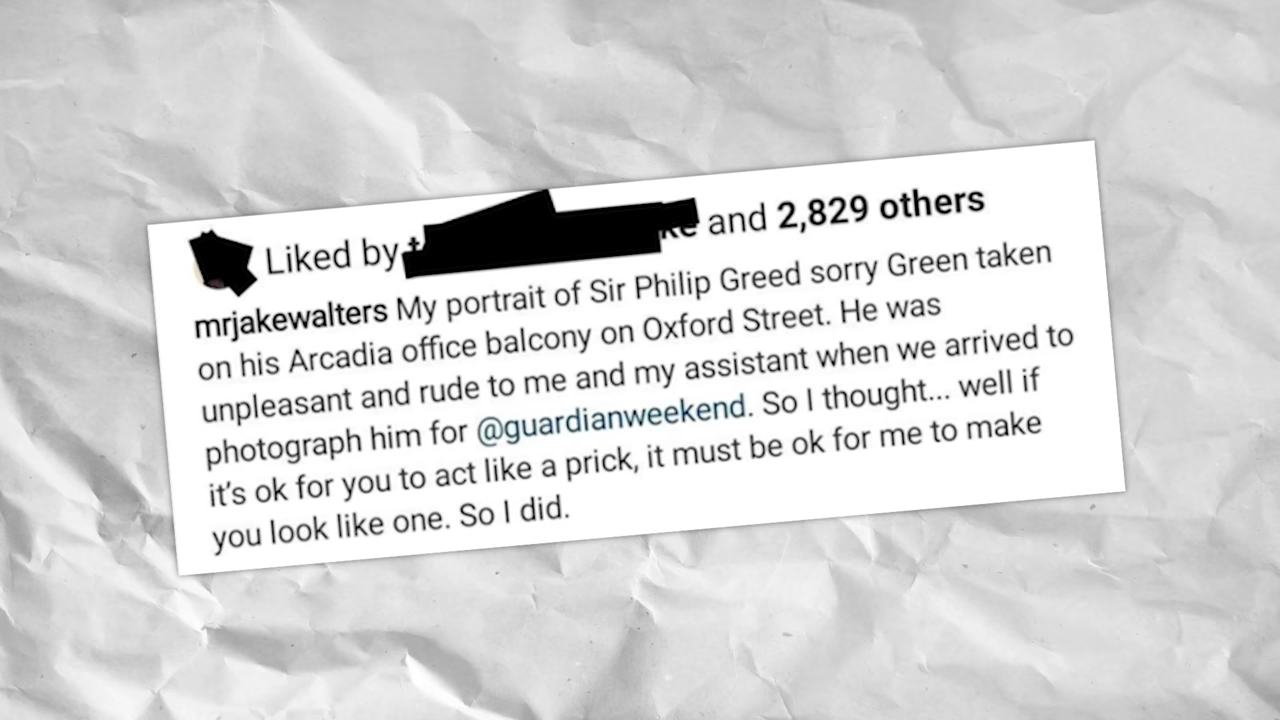 Liked by and 2,829 others
mrjakewalters My portrait of Sir Philip Greed sorry Green taken
on his Arcadia office balcony on Oxford Street. He was
unpleasant and rude to me and my assistant when we arrived to
photograph him for @guardianweekend. So I thought... well if
it's ok for you to act like a prick, it must be ok for me to make
you look like one. So I did.